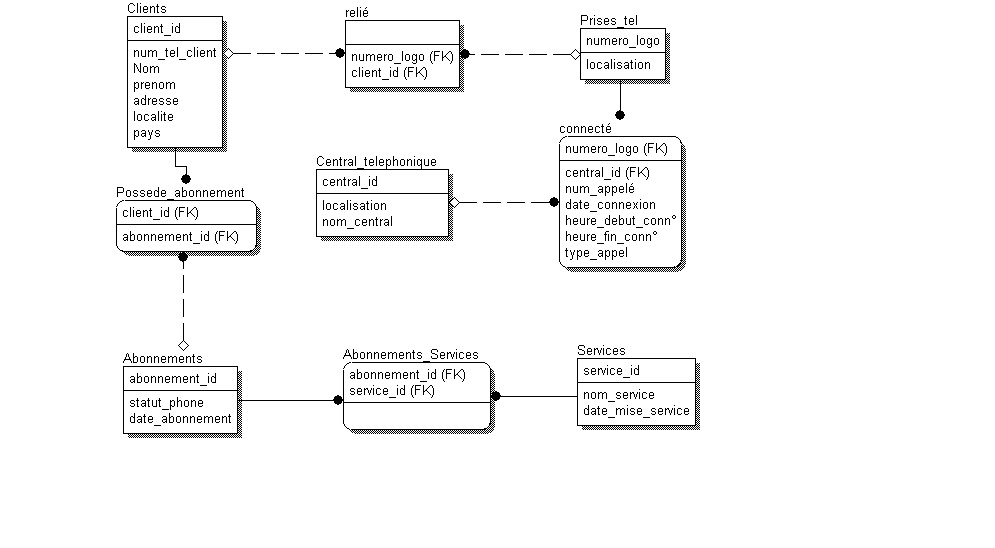 Clients
client_id
num_tel_client
Nom
prenom
adresse
localite
pays
relié
numero_logo (FK)
client_id (FK)
Prises_tel
numero_logo
localisation
connecté
numero_logo (FK)
central_id (FK)
num_appelé
date_connexion
heure_debut_conn°
heure_fin_conn°
type_appel
Central_telephonique
central_id
localisation
nom_central
Possede_abonnement
client_id (FK)
abonnement_id (FK)
Abonnements
abonnement_id
statut_phone
date_abonnement
Abonnements_Services
abonnement_id (FK)
service_id (FK)
Services
service_id
nom_service
date_mise_service